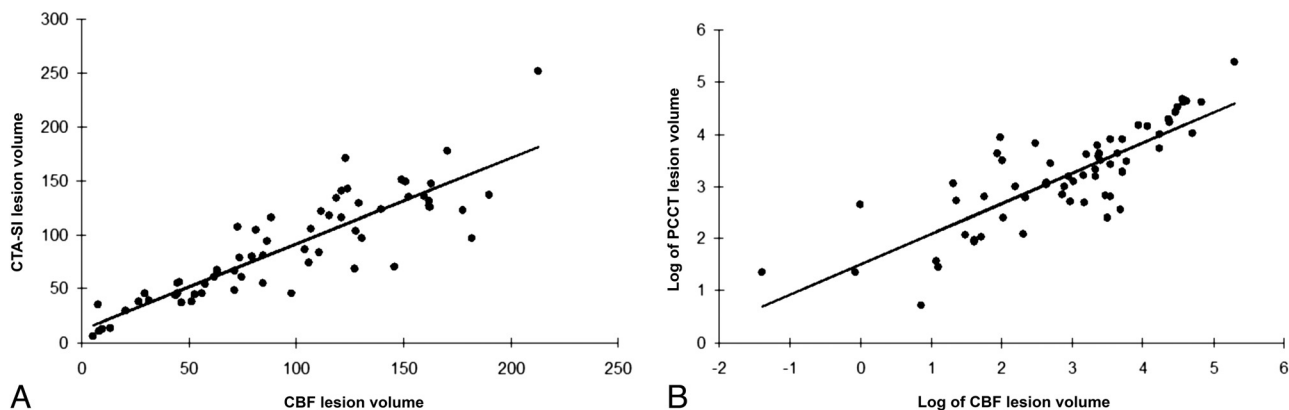 300
250
200
150
100
50
0
0 50 100 150 200 250
CTA-SI lesion volume
CBF lesion volume
A
6
5
4
3
2
1
0
-2 -1 0 1 2 3 4 5 6
Log of PCCT lesion volume
Log of CBF lesion volume
B